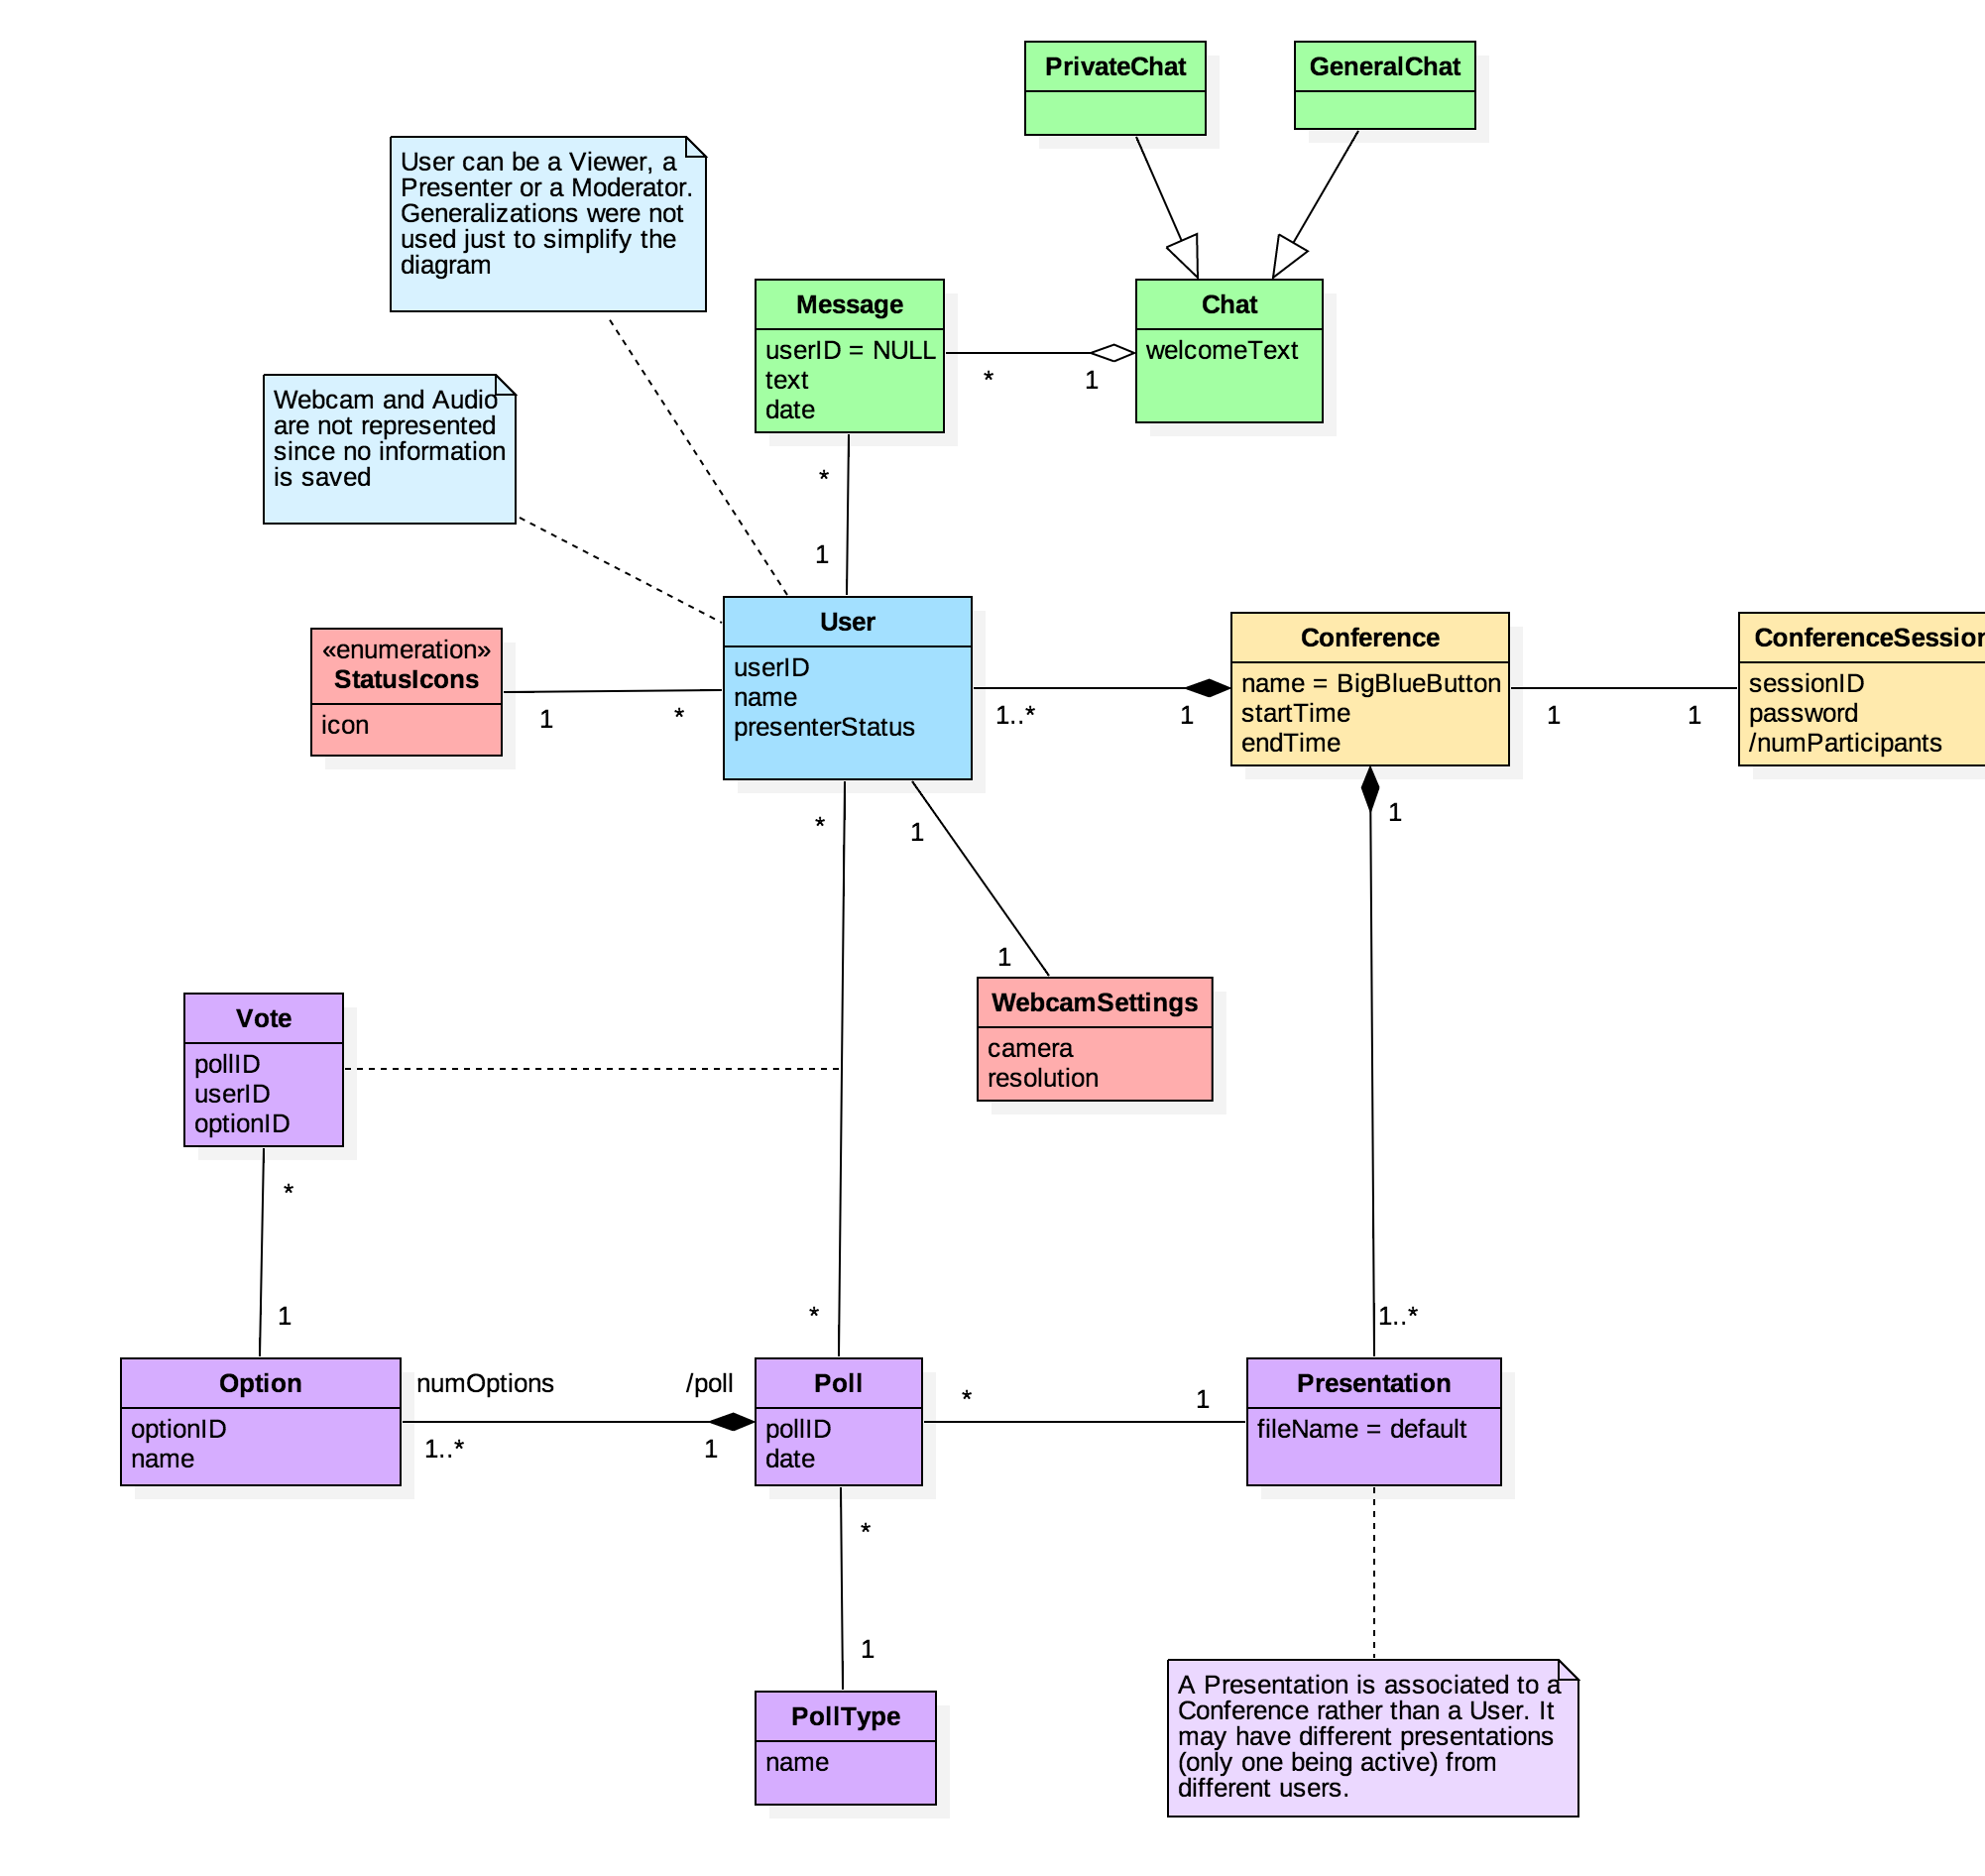 PrivateChat
GeneralChat
User can be a Viewer, a
Presenter or a Moderator.
Generalizations were not
used just to simplify the
diagram
Message
userID = NULL
text
date
*
1
Chat
welcomeText
Webcam and Audio
are not represented
since no information
is saved
*
1
«enumeration»
StatusIcons
icon
1
*
User
userID
name
presenterStatus
1..*
1
Conference
name = BigBlueButton
startTime
endTime
1
1
ConferenceSession
sessionID
password
/numParticipants
*
1
1
1
WebcamSettings
camera
resolution
Vote
pollID
userID
optionID
*
1
*
1..*
Option
optionID
name
numOptions
/poll
1..*
1
Poll
pollID
date
*
1
Presentation
fileName = default
*
1
PollType
name
A Presentation is associated to a
Conference rather than a User. It
may have different presentations
(only one being active) from
different users.